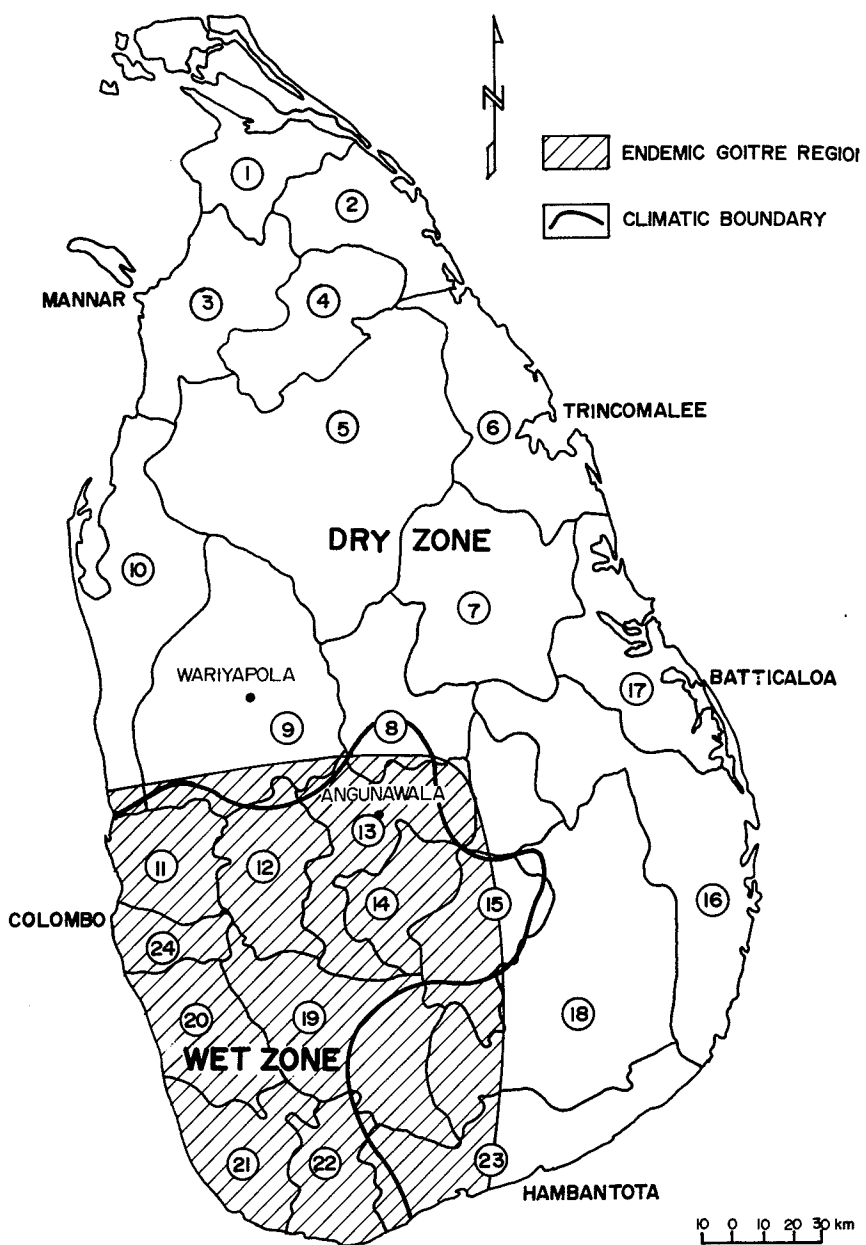 N
ENDEMIC GOITRE REGION
CLIMATIC BOUNDARY
1
2
MANNAR
3
4
TRINCOMALEE
5
6
DRY ZONE
10
7
WARIYAPOLA
BATTICALOA
17
9
8
ANGUNAWALA
13
11
12
14
15
16
COLOMBO
24
20
19
18
WET ZONE
21
22
23
HAMBANTOTA
10 0 10 20 30 km